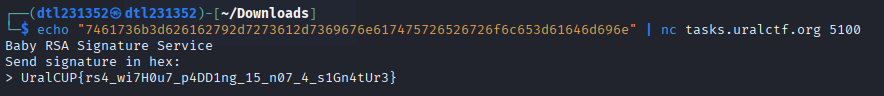 ┌──(dtl231352㉿dtl231352)-[~/Downloads]
└─$ echo "7461736b3d626162792d7273612d7369676e617475726526726f6c653d61646d696e" | nc tasks.uralctf.org 5100
Baby RSA Signature Service
Send signature in hex:
> UralCUP{rs4_wi7H0u7_p4DD1ng_15_n07_4_s1Gn4tUr3}